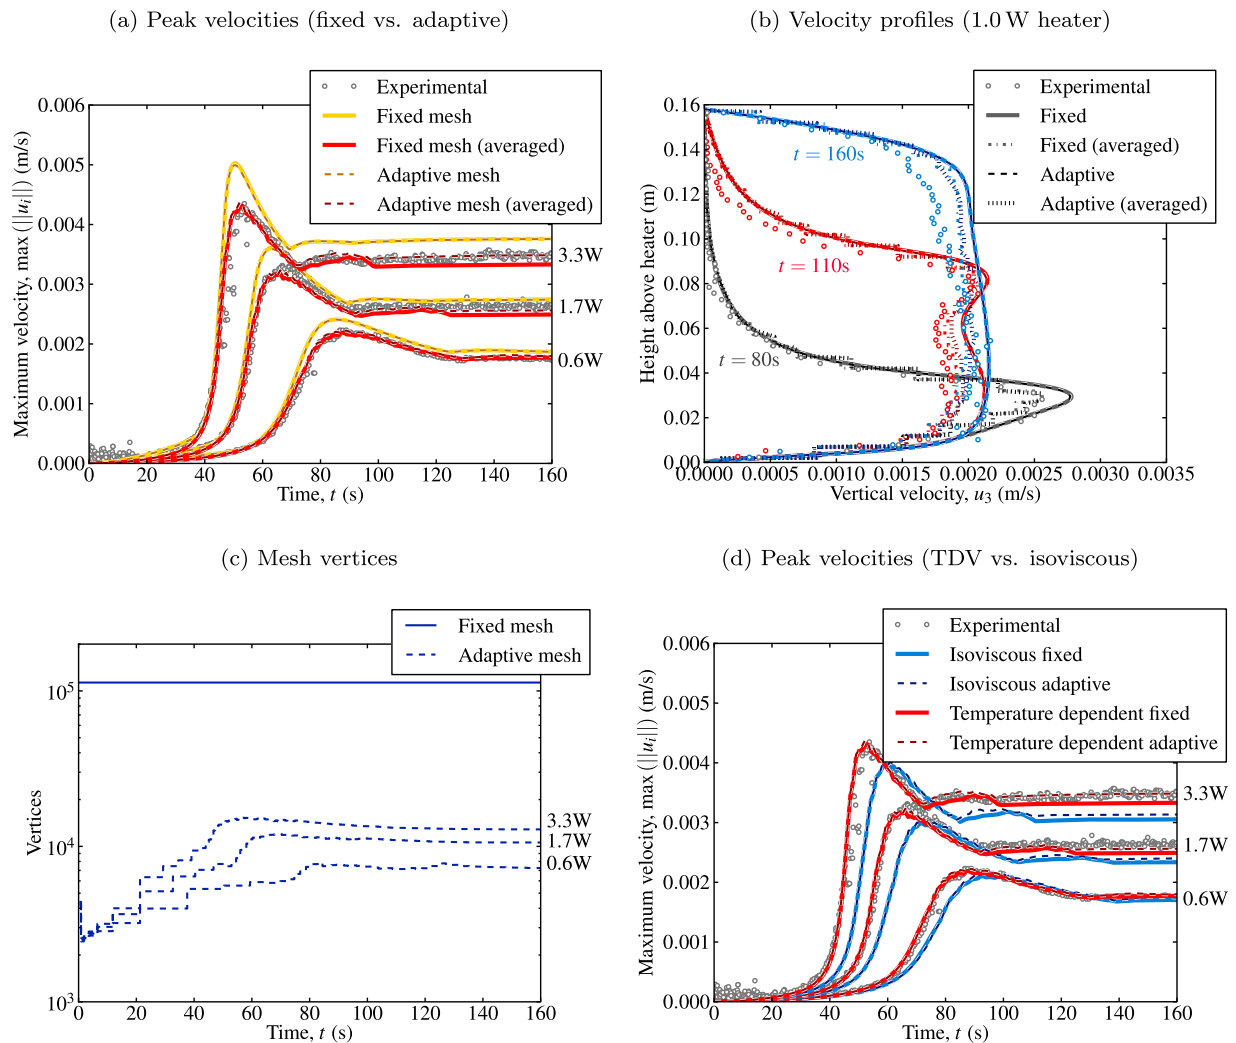 (a) Peak velocities (fixed vs. adaptive)
Experimental
Fixed mesh
Fixed mesh (averaged)
Adaptive mesh
Adaptive mesh (averaged)
0.006
0.005
0.004
0.003
0.002
0.001
0.000
Maximum velocity, max (||u_i||) (m/s)
3.3W
1.7W
0.6W
0 20 40 60 80 100 120 140 160
Time, t (s)
(b) Velocity profiles (1.0 W heater)
Experimental
Fixed
Fixed (averaged)
Adaptive
Adaptive (averaged)
0.16
0.14
0.12
0.10
0.08
0.06
0.04
0.02
0.00
Height above heater (m)
t = 160s
t = 110s
t = 80s
0.0000 0.0005 0.0010 0.0015 0.0020 0.0025 0.0030 0.0035
Vertical velocity, u₃ (m/s)
(c) Mesh vertices
Fixed mesh
Adaptive mesh
10⁵
10⁴
10³
Vertices
3.3W
1.7W
0.6W
0 20 40 60 80 100 120 140 160
Time, t (s)
(d) Peak velocities (TDV vs. isoviscous)
Experimental
Isoviscous fixed
Isoviscous adaptive
Temperature dependent fixed
Temperature dependent adaptive
0.006
0.005
0.004
0.003
0.002
0.001
0.000
Maximum velocity, max (||u_i||) (m/s)
3.3W
1.7W
0.6W
0 20 40 60 80 100 120 140 160
Time, t (s)